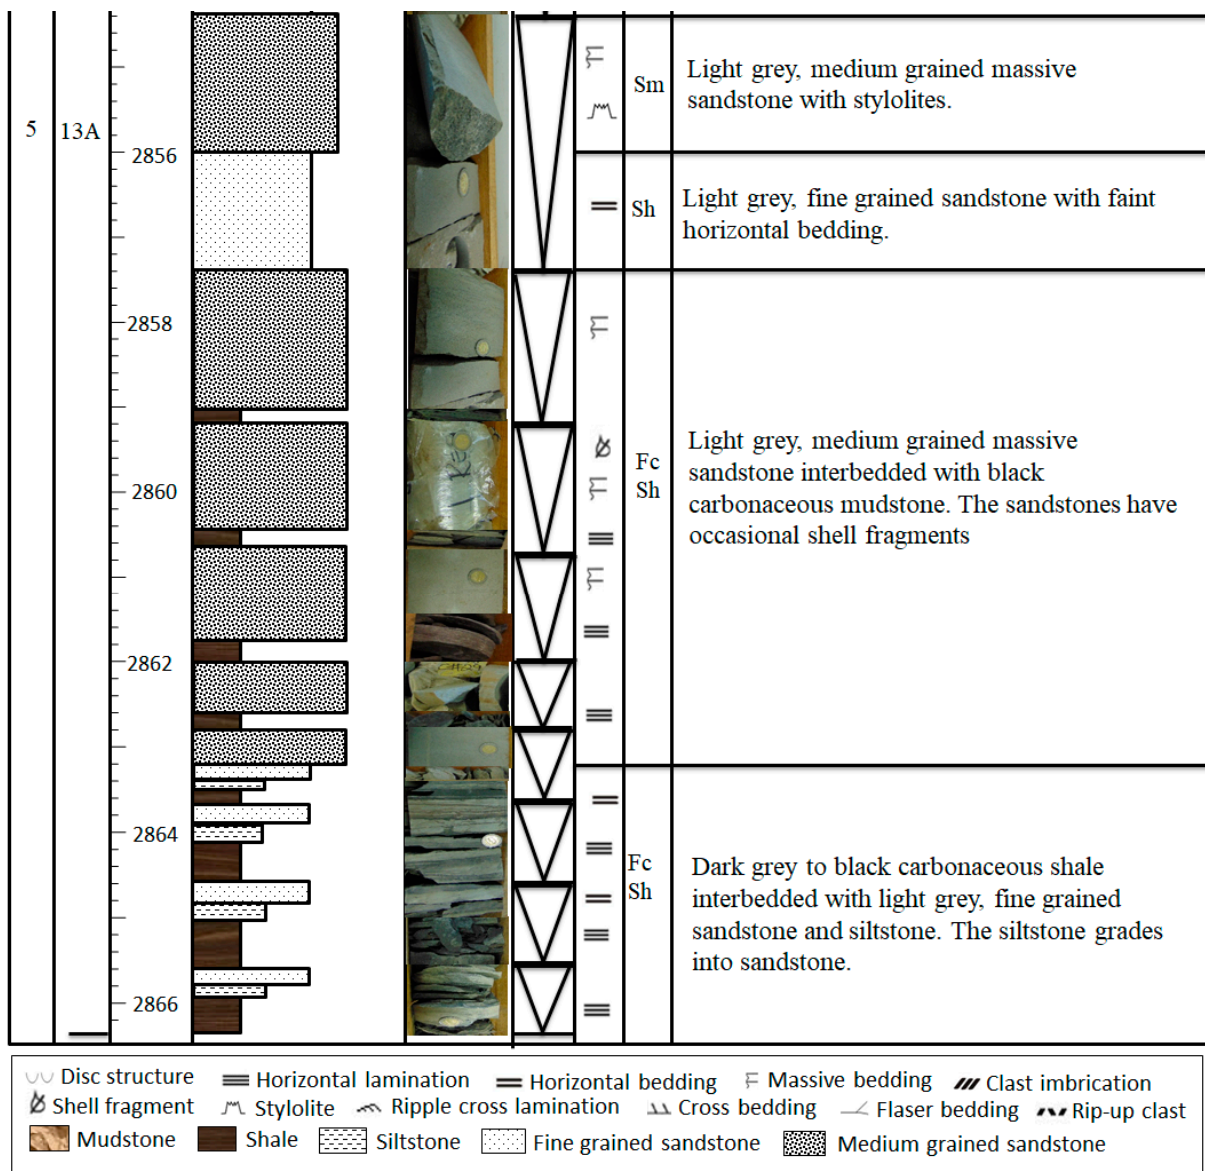 Sm
Light grey, medium grained massive
sandstone with stylolites.
5
13A
2856
Sh
Light grey, fine grained sandstone with faint
horizontal bedding.
2858
Fc
Sh
Light grey, medium grained massive
sandstone interbedded with black
carbonaceous mudstone. The sandstones have
occasional shell fragments
2860
2862
2864
Fc
Sh
Dark grey to black carbonaceous shale
interbedded with light grey, fine grained
sandstone and siltstone. The siltstone grades
into sandstone.
2866
Disc structure Horizontal lamination Horizontal bedding Massive bedding Clast imbrication
Shell fragment Stylolite Ripple cross lamination Cross bedding Flaser bedding Rip-up clast
Mudstone Shale Siltstone Fine grained sandstone Medium grained sandstone